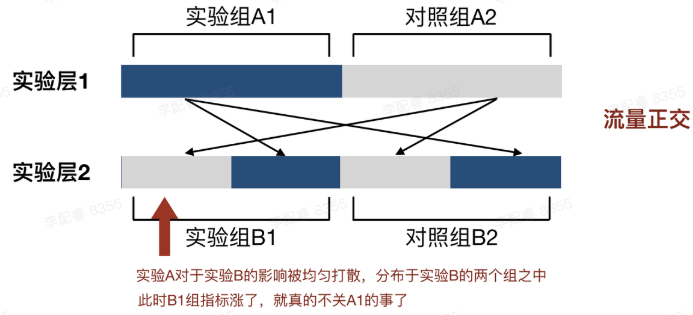 实验组A1
对照组A2
实验层1
流量正交
实验层2
实验组B1
对照组B2
实验A对于实验B的影响被均匀打散，分布于实验B的两个组之中
此时B1组指标涨了，就真的不关A1的事了
李配睿 8355